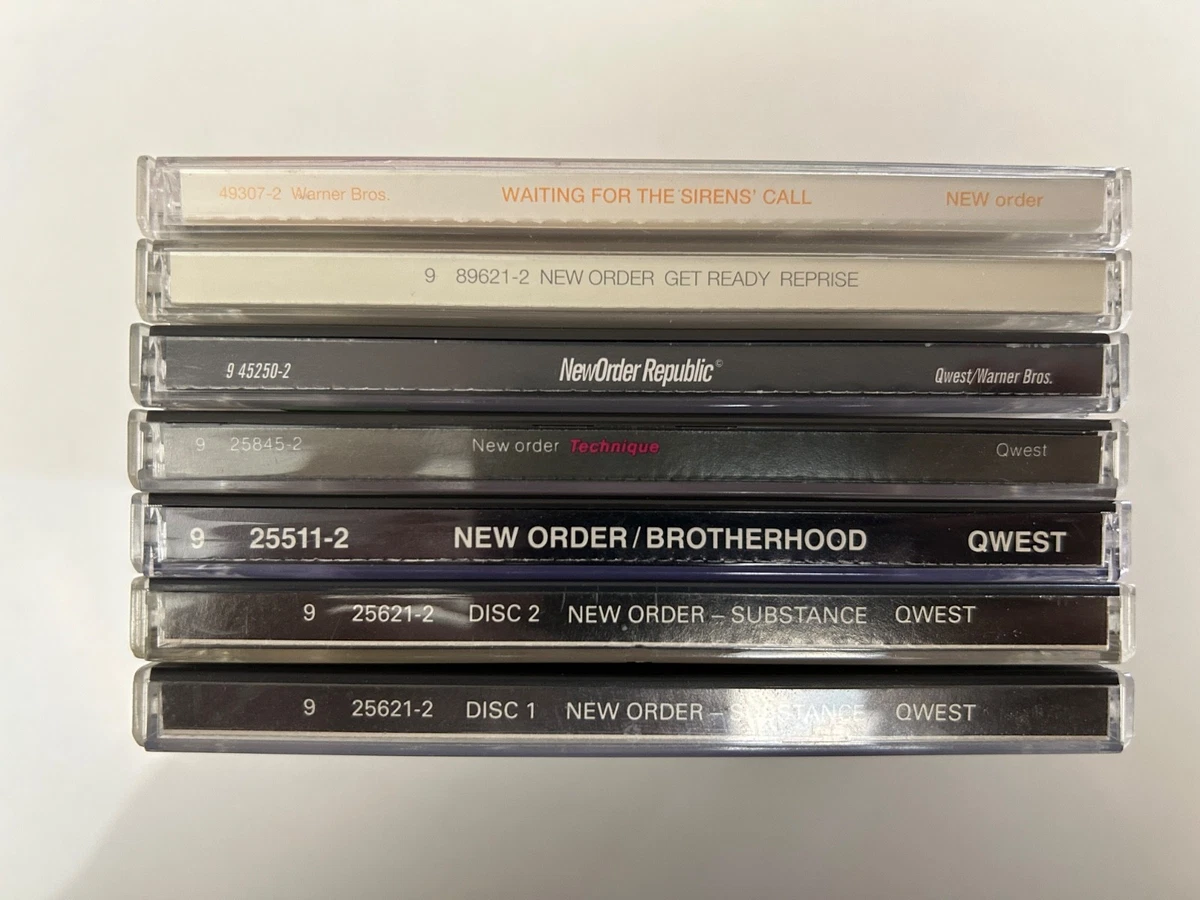 49307-2 Warner Bros. WAITING FOR THE SIRENS' CALL NEW order
9 89621-2 NEW ORDER GET READY REPRISE
9 45250-2 NewOrder Republic© Qwest/Warner Bros.
9 25845-2 New order Technique Qwest
9 25511-2 NEW ORDER / BROTHERHOOD QWEST
9 25621-2 DISC 2 NEW ORDER – SUBSTANCE QWEST
9 25621-2 DISC 1 NEW ORDER – SUBSTANCE QWEST